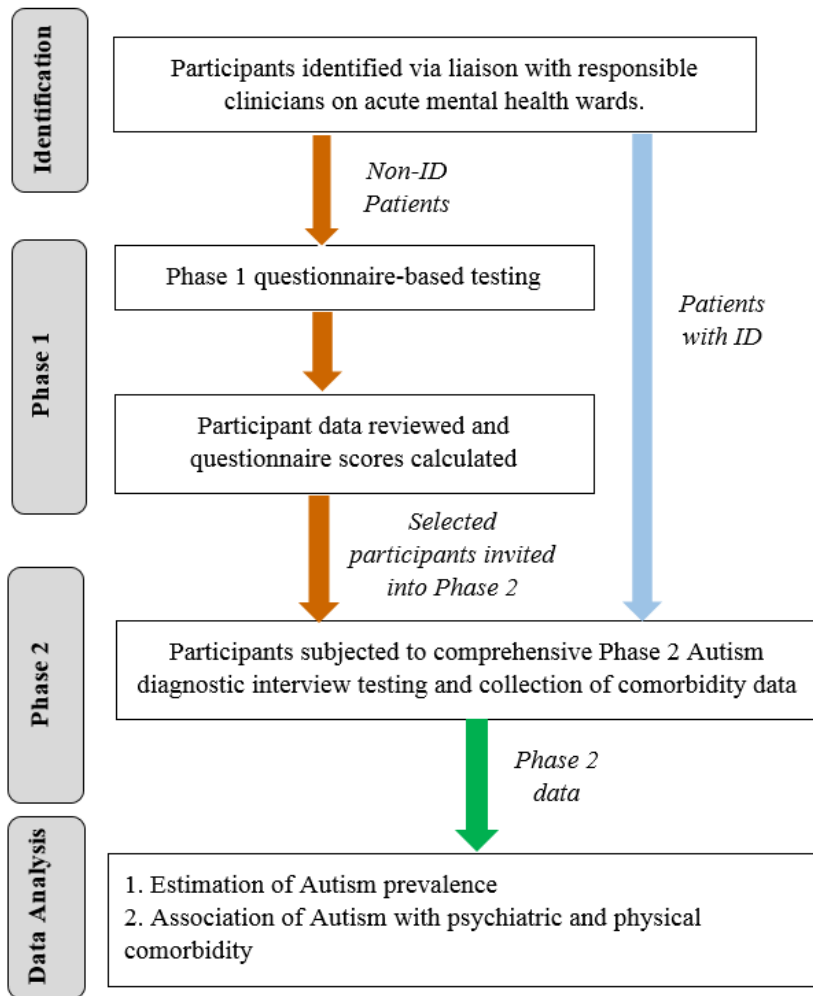 Identification
Participants identified via liaison with responsible
clinicians on acute mental health wards.
Non-ID
Patients
Phase 1
Phase 1 questionnaire-based testing
Patients
with ID
Participant data reviewed and
questionnaire scores calculated
Selected
participants invited
into Phase 2
Phase 2
Participants subjected to comprehensive Phase 2 Autism
diagnostic interview testing and collection of comorbidity data
Phase 2
data
Data Analysis
1. Estimation of Autism prevalence
2. Association of Autism with psychiatric and physical
comorbidity